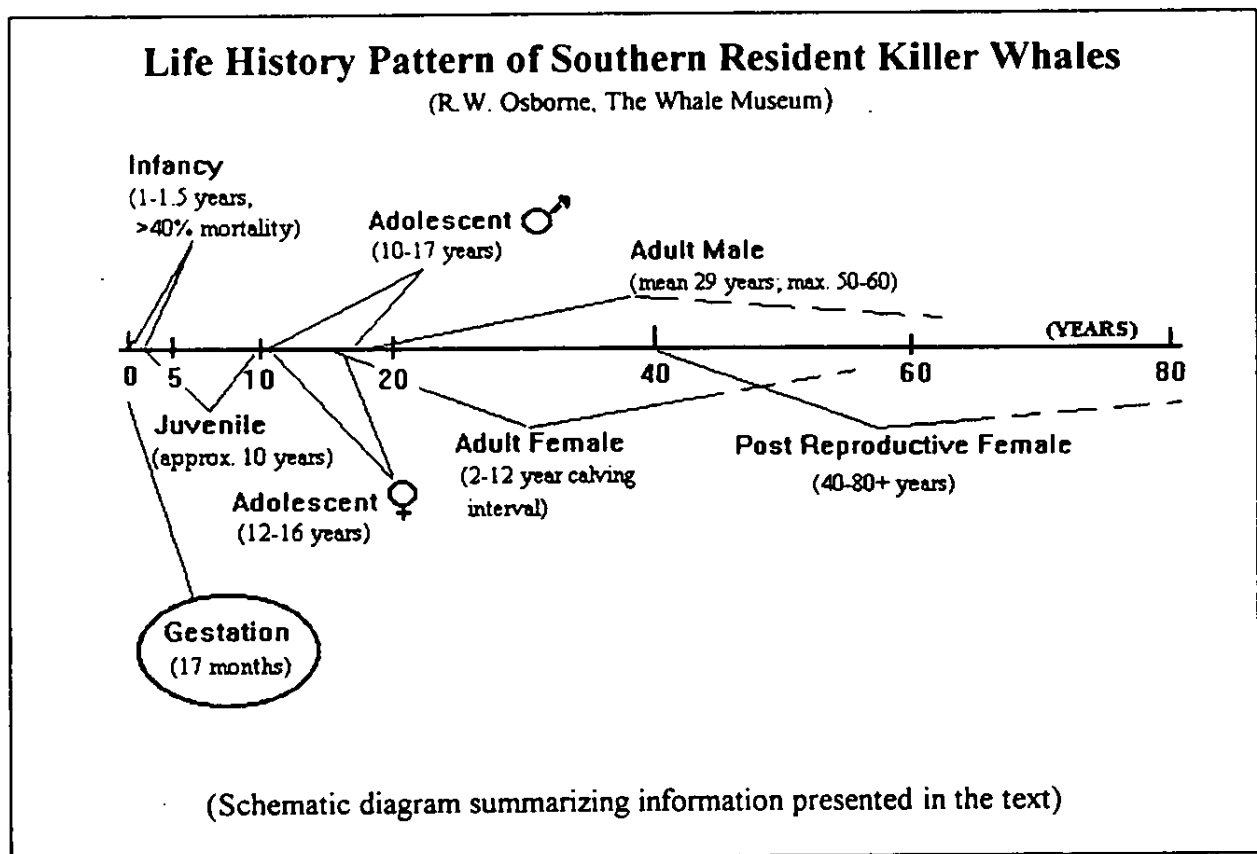 Life History Pattern of Southern Resident Killer Whales
(R.W. Osborne, The Whale Museum)
Infancy
(1-1.5 years,
>40% mortality)
Adolescent ♂
(10-17 years)
Adult Male
(mean 29 years; max. 50-60)
(YEARS)
0 5 10 20 40 60 80
Juvenile
(approx. 10 years)
Adolescent ♀
(12-16 years)
Adult Female
(2-12 year calving
interval)
Post Reproductive Female
(40-80+ years)
Gestation
(17 months)
(Schematic diagram summarizing information presented in the text)